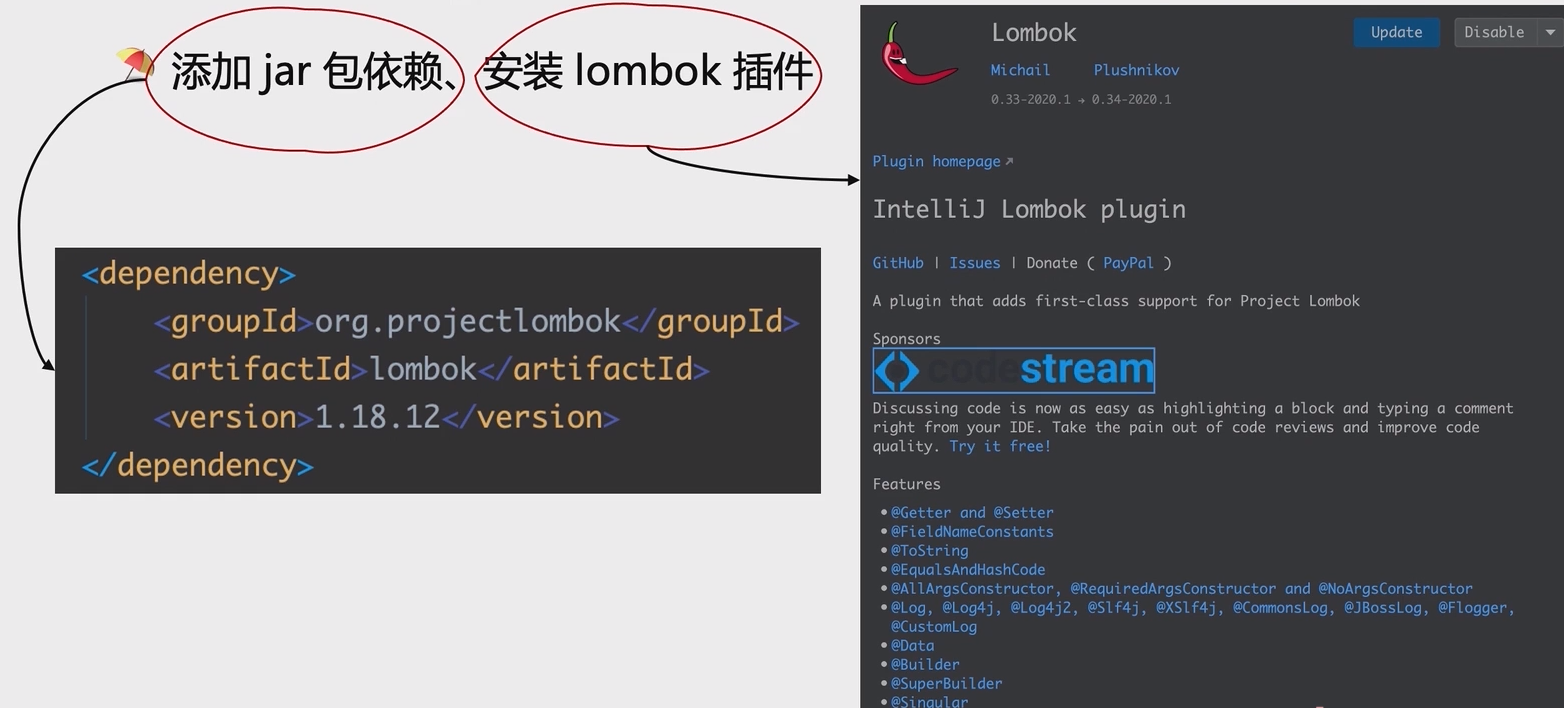 添加 jar 包依赖、安装 lombok 插件
<dependency>
<groupId>org.projectlombok</groupId>
<artifactId>lombok</artifactId>
<version>1.18.12</version>
</dependency>
Lombok
Update
Disable
Michail Plushnikov
0.33-2020.1 → 0.34-2020.1
Plugin homepage ↗
IntelliJ Lombok plugin
GitHub | Issues | Donate ( PayPal )
A plugin that adds first-class support for Project Lombok
Sponsors
codestream
Discussing code is now as easy as highlighting a block and typing a comment
right from your IDE. Take the pain out of code reviews and improve code
quality. Try it free!
Features
@Getter and @Setter
@FieldNameConstants
@ToString
@EqualsAndHashCode
@AllArgsConstructor, @RequiredArgsConstructor and @NoArgsConstructor
@Log, @Log4j, @Log4j2, @Slf4j, @XSlf4j, @CommonsLog, @JBossLog, @Flogger,
@CustomLog
@Data
@Builder
@SuperBuilder
@Singular